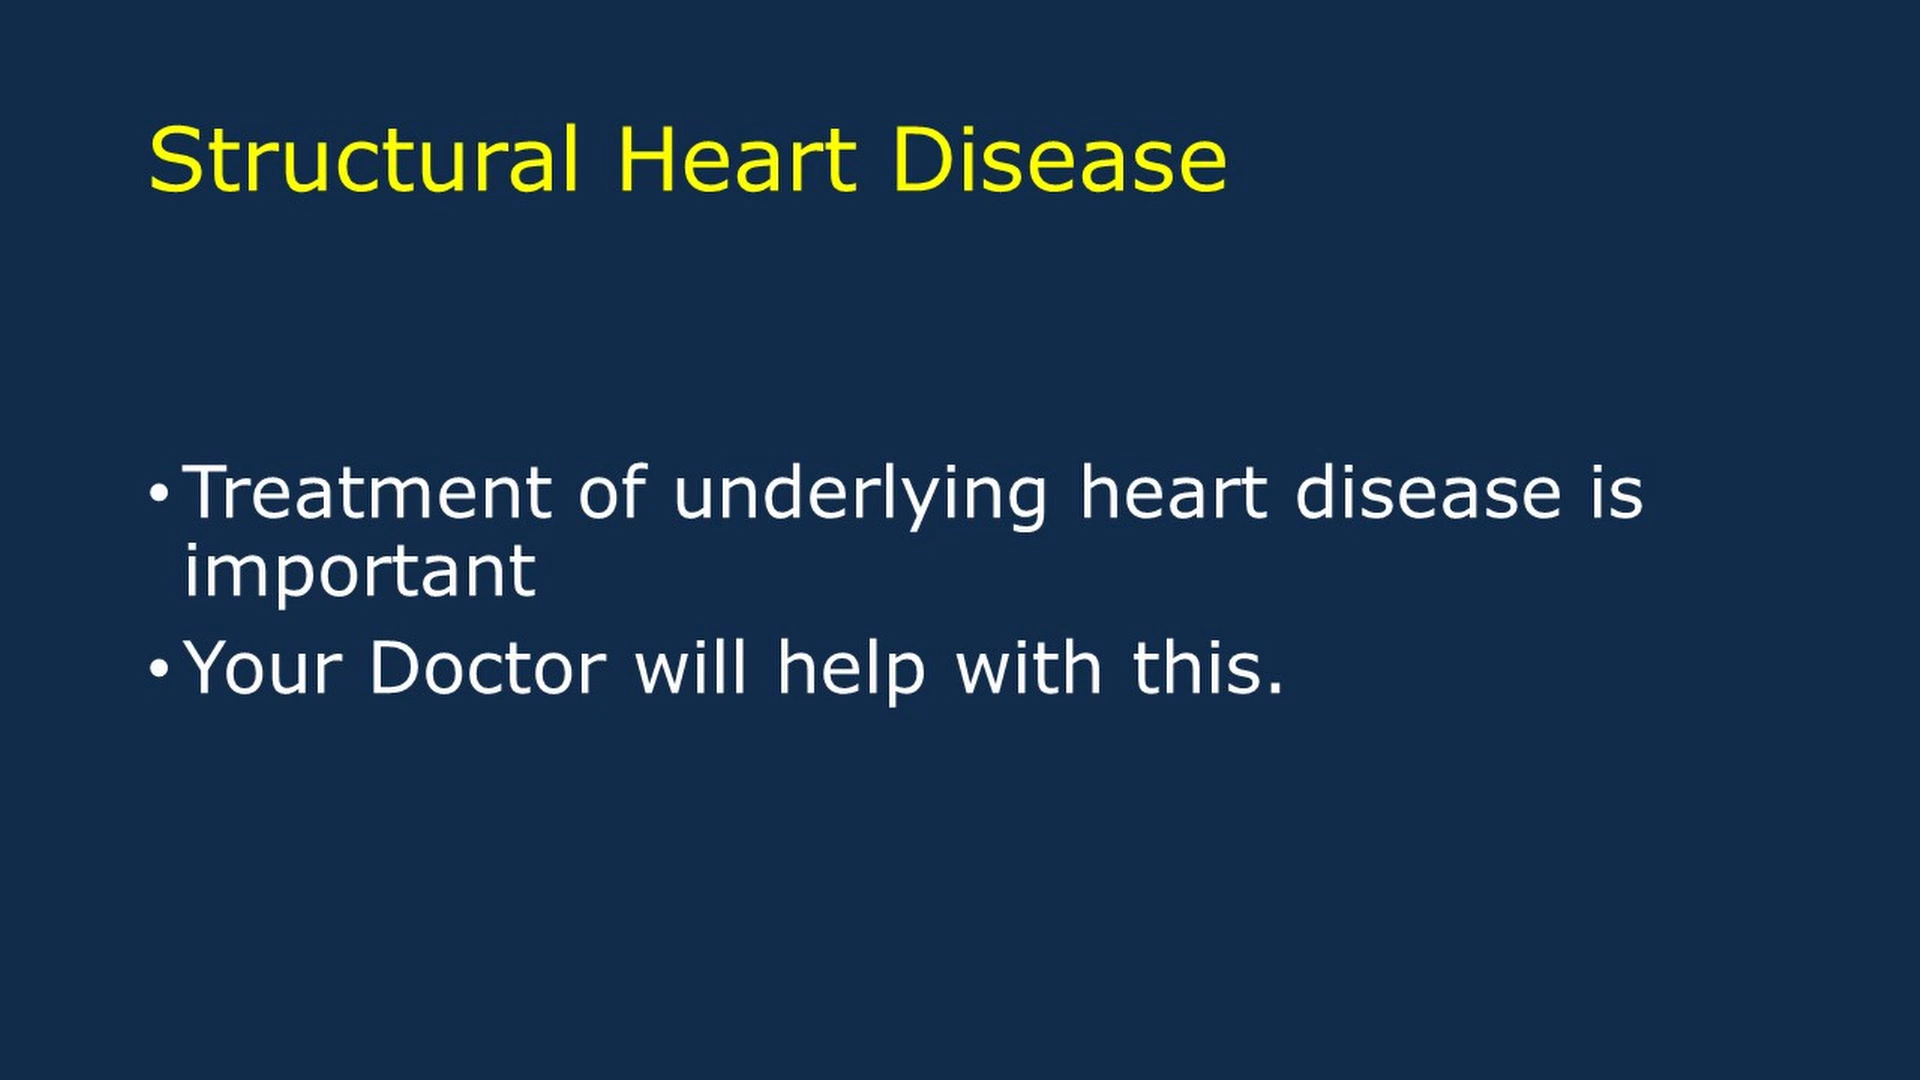 Structural Heart Disease
•Treatment of underlying heart disease is
important
•Your Doctor will help with this.